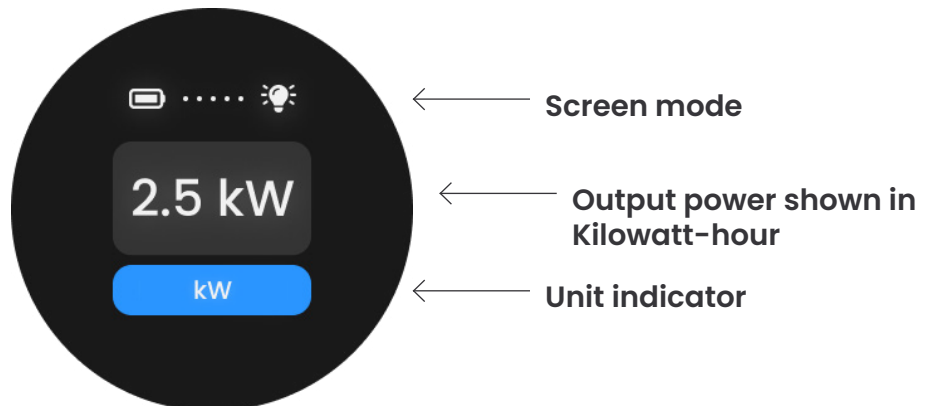 Screen mode
2.5 kW
Output power shown in
Kilowatt-hour
kW
Unit indicator